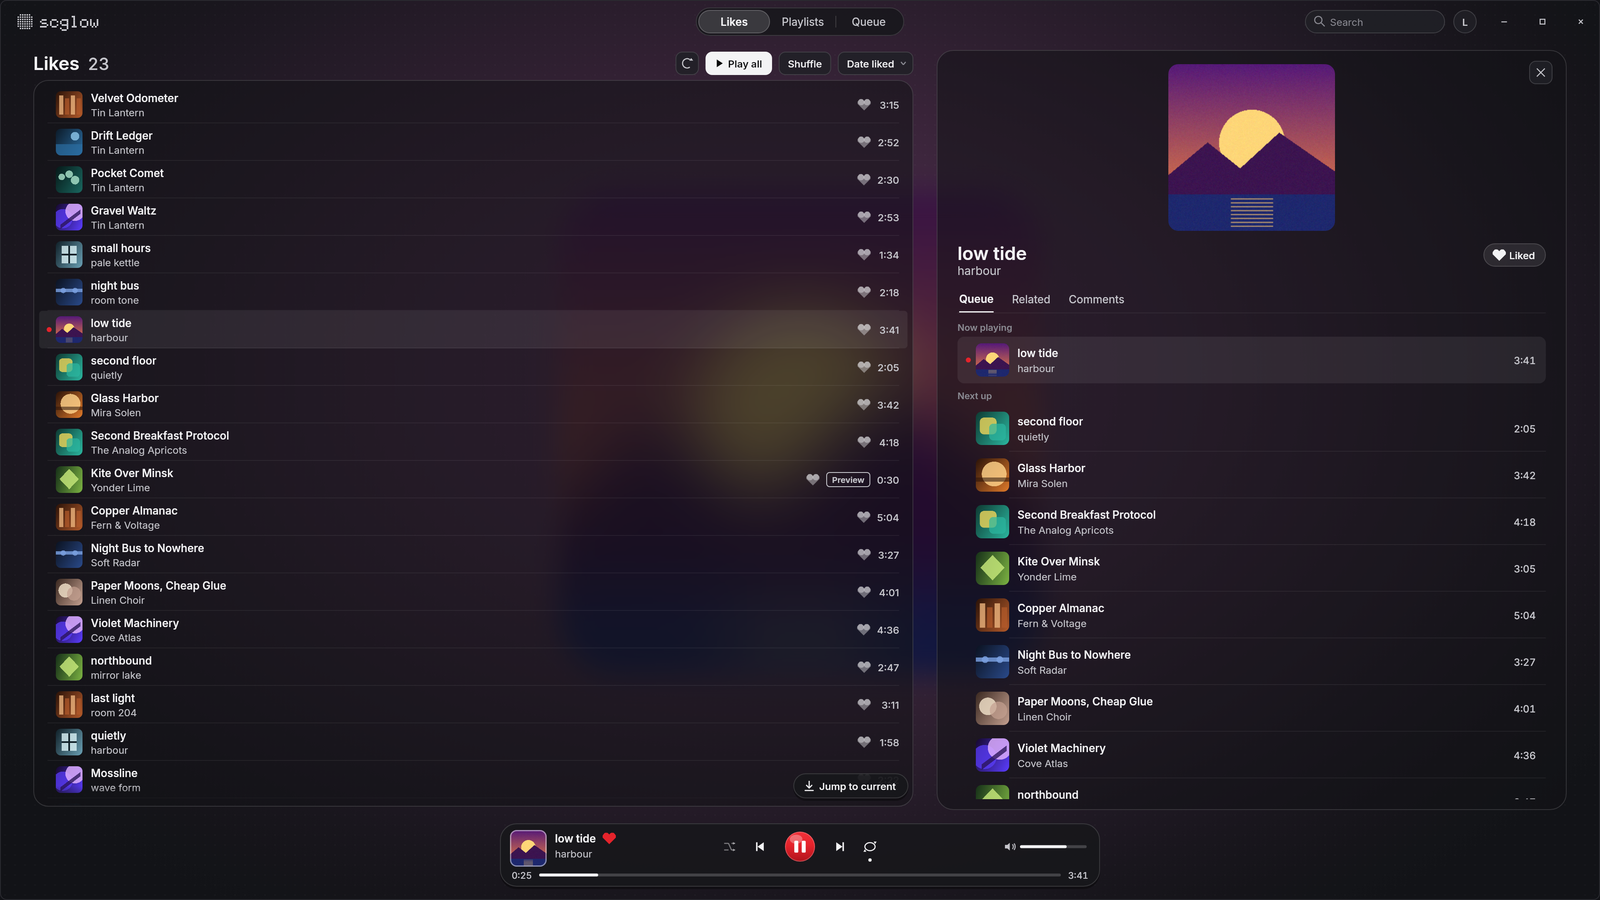 scglow
Likes
Playlists
Queue
Search
L
Likes 23
Play all
Shuffle
Date liked
Velvet Odometer
Tin Lantern
3:15
Drift Ledger
Tin Lantern
2:52
Pocket Comet
Tin Lantern
2:30
Gravel Waltz
Tin Lantern
2:53
small hours
pale kettle
1:34
night bus
room tone
2:18
low tide
harbour
3:41
second floor
quietly
2:05
Glass Harbor
Mira Solen
3:42
Second Breakfast Protocol
The Analog Apricots
4:18
Kite Over Minsk
Yonder Lime
Preview 0:30
Copper Almanac
Fern & Voltage
5:04
Night Bus to Nowhere
Soft Radar
3:27
Paper Moons, Cheap Glue
Linen Choir
4:01
Violet Machinery
Cove Atlas
4:36
northbound
mirror lake
2:47
last light
room 204
3:11
quietly
harbour
1:58
Mossline
wave form
Jump to current
low tide
harbour
Liked
Queue
Related
Comments
Now playing
low tide
harbour
3:41
Next up
second floor
quietly
2:05
Glass Harbor
Mira Solen
3:42
Second Breakfast Protocol
The Analog Apricots
4:18
Kite Over Minsk
Yonder Lime
3:05
Copper Almanac
Fern & Voltage
5:04
Night Bus to Nowhere
Soft Radar
3:27
Paper Moons, Cheap Glue
Linen Choir
4:01
Violet Machinery
Cove Atlas
4:36
northbound
low tide
harbour
0:25
3:41